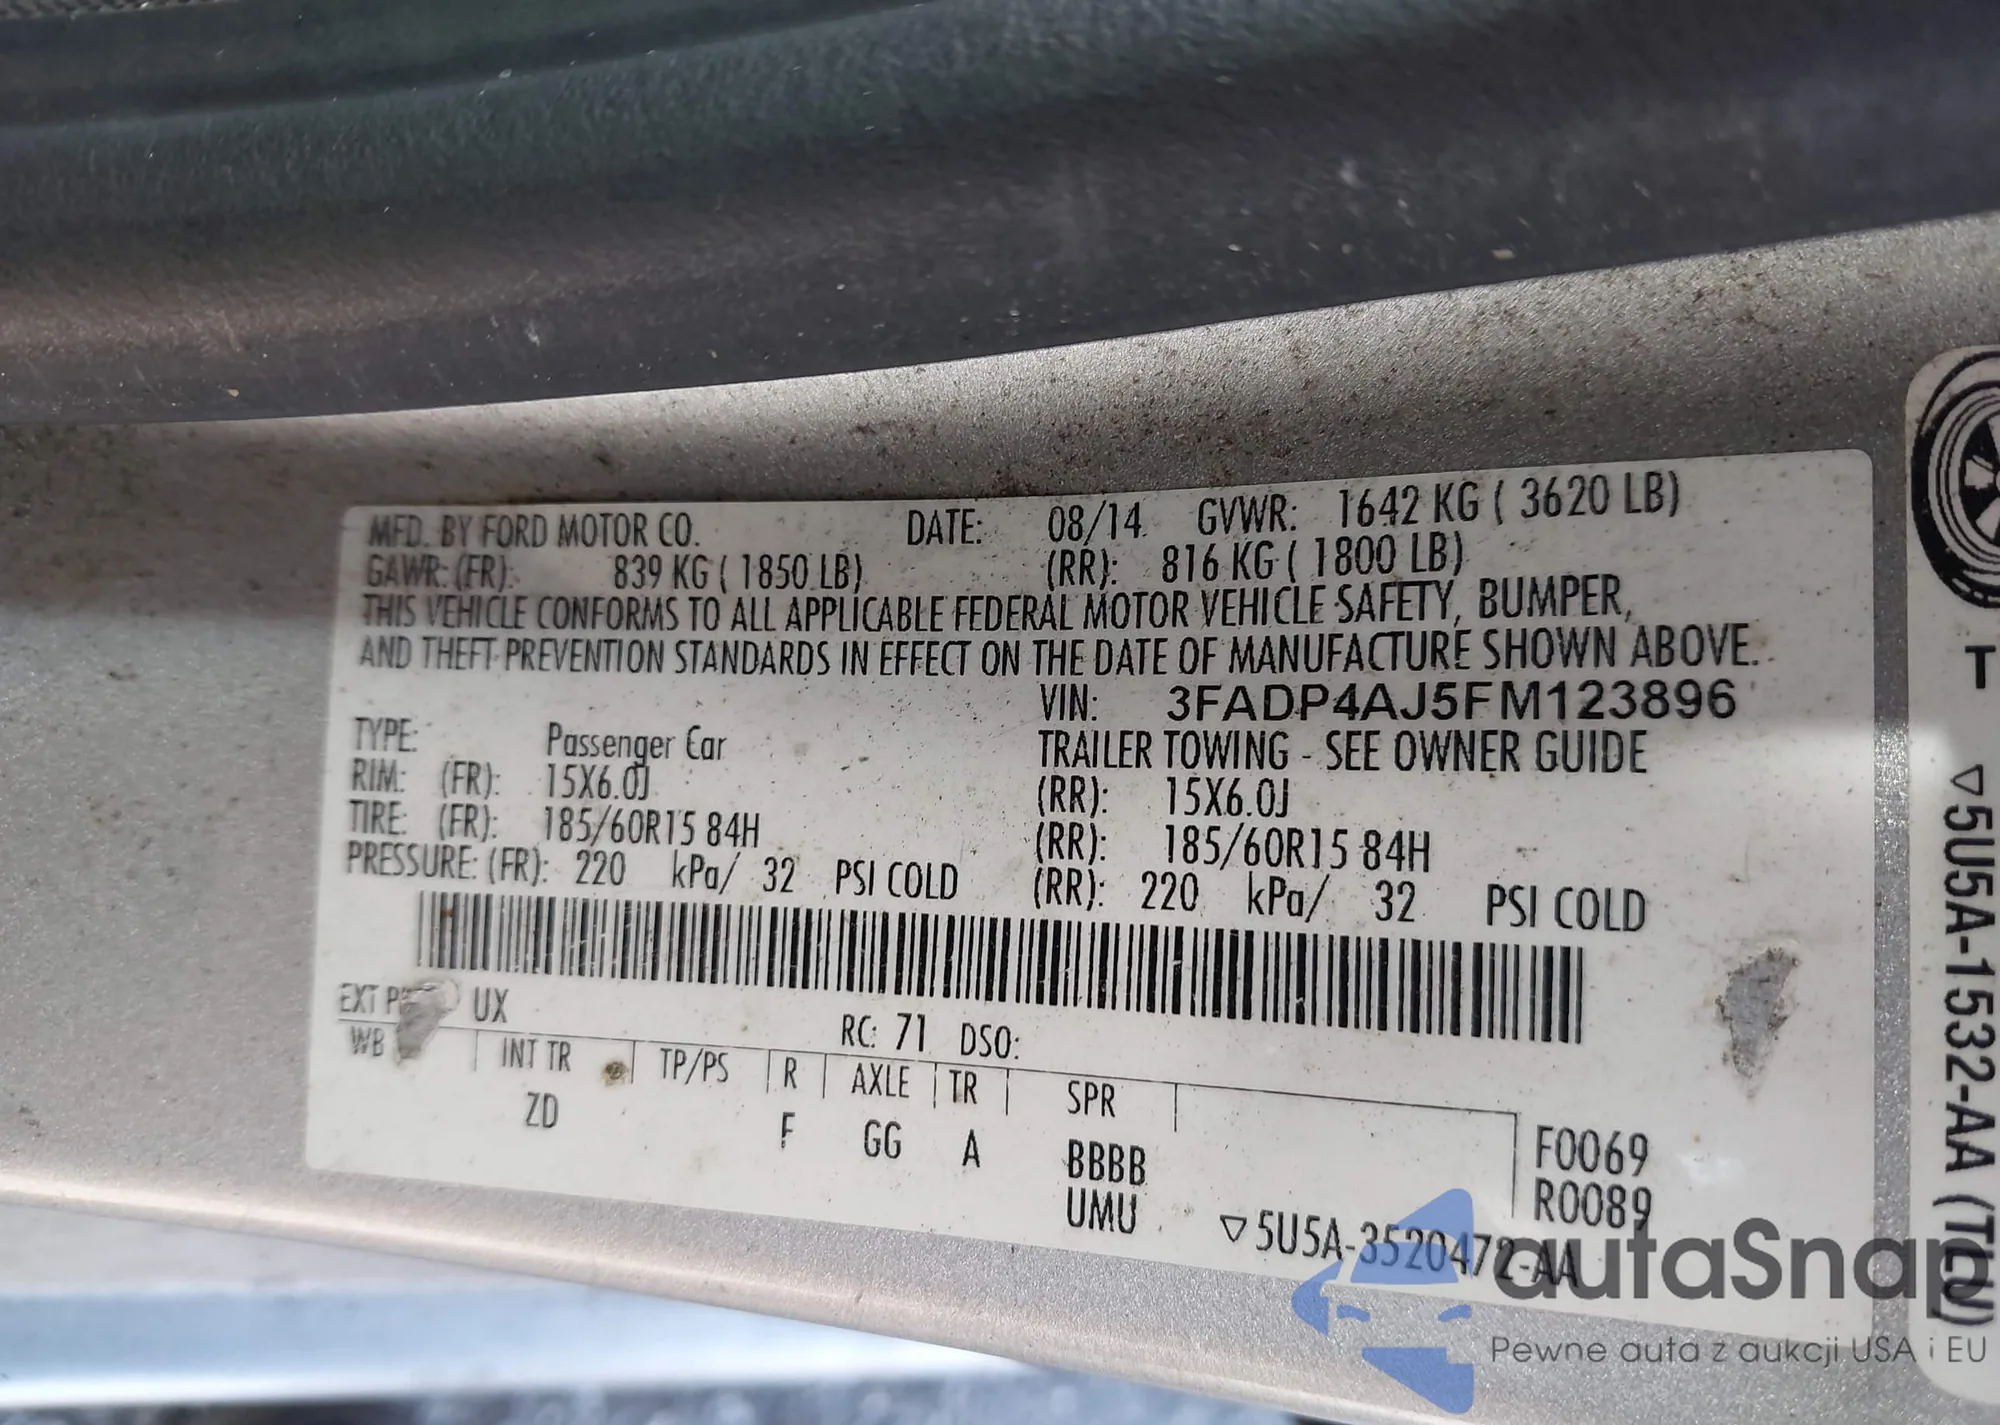 MFD. BY FORD MOTOR CO. DATE: 08/14 GVWR: 1642 KG ( 3620 LB)
GAWR: (FR): 839 KG ( 1850 LB) (RR): 816 KG ( 1800 LB)
THIS VEHICLE CONFORMS TO ALL APPLICABLE FEDERAL MOTOR VEHICLE SAFETY, BUMPER,
AND THEFT PREVENTION STANDARDS IN EFFECT ON THE DATE OF MANUFACTURE SHOWN ABOVE.
VIN: 3FADP4AJ5FM123896
TYPE: Passenger Car TRAILER TOWING - SEE OWNER GUIDE
RIM: (FR): 15X6.0J (RR): 15X6.0J
TIRE: (FR): 185/60R15 84H (RR): 185/60R15 84H
PRESSURE: (FR): 220 kPa/ 32 PSI COLD (RR): 220 kPa/ 32 PSI COLD
EXT UX RC: 71 DSO:
WB INT TR TP/PS R AXLE TR SPR
ZD F GG A BBBB F0069
UMU R0089
▽5U5A-3520472-AA
T
▽5U5A-1532-AA (TLU)
autaSnap
Pewne auta z aukcji USA i EU